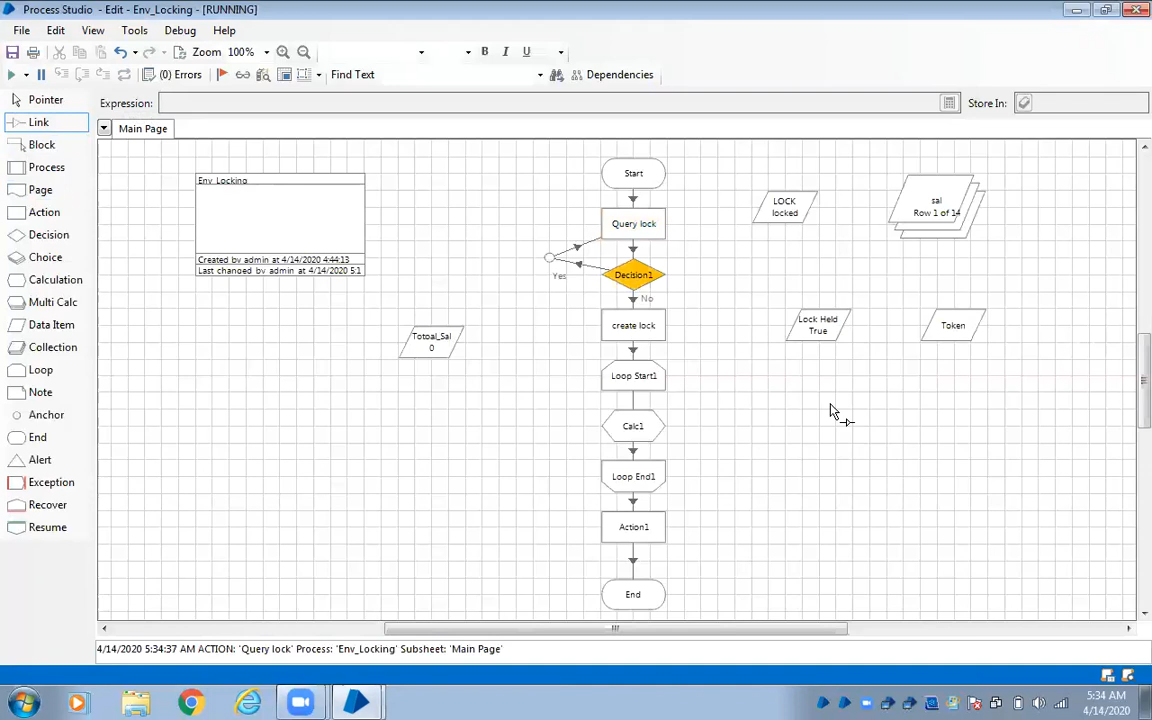 Process Studio - Edit - Env_Locking - [RUNNING]
File Edit View Tools Debug Help
Zoom 100% B I U
(0) Errors Find Text Dependencies
Pointer Expression: Store In:
Link
Main Page
Block
Process
Page
Action
Decision
Choice
Calculation
Multi Calc
Data Item
Collection
Loop
Note
Anchor
End
Alert
Exception
Recover
Resume
Env_Locking
Created by admin at 4/14/2020 4:44:13
Last changed by admin at 4/14/2020 5:1
Start
Query lock
Yes
Decision1
No
create lock
Loop Start1
Calc1
Loop End1
Action1
End
Totoal_Sal
0
LOCK
locked
sal
Row 1 of 14
Lock Held
True
Token
4/14/2020 5:34:37 AM ACTION: 'Query lock' Process: 'Env_Locking' Subsheet: 'Main Page'
5:34 AM
4/14/2020